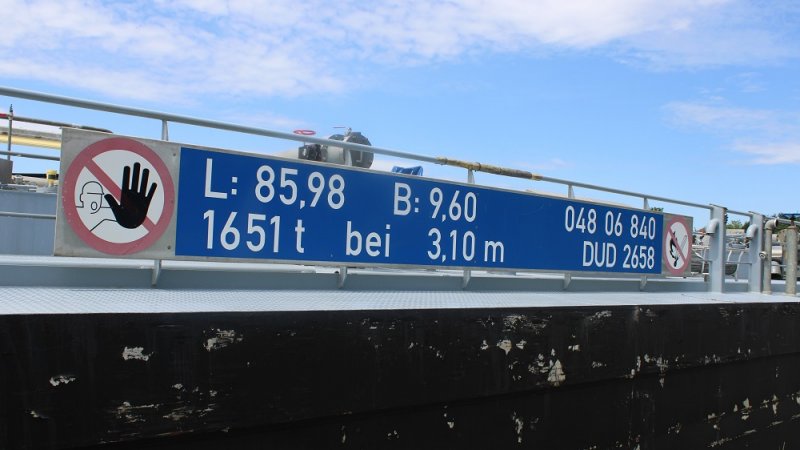 L: 85,98 B: 9,60 048 06 840
1651 t bei 3,10 m DUD 2658